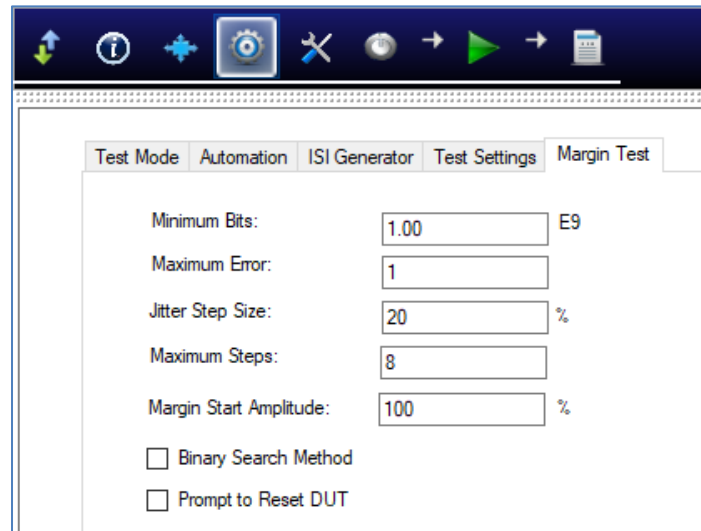 Test Mode Automation ISI Generator Test Settings Margin Test
Minimum Bits: 1.00 E9
Maximum Error: 1
Jitter Step Size: 20 %
Maximum Steps: 8
Margin Start Amplitude: 100 %
Binary Search Method
Prompt to Reset DUT